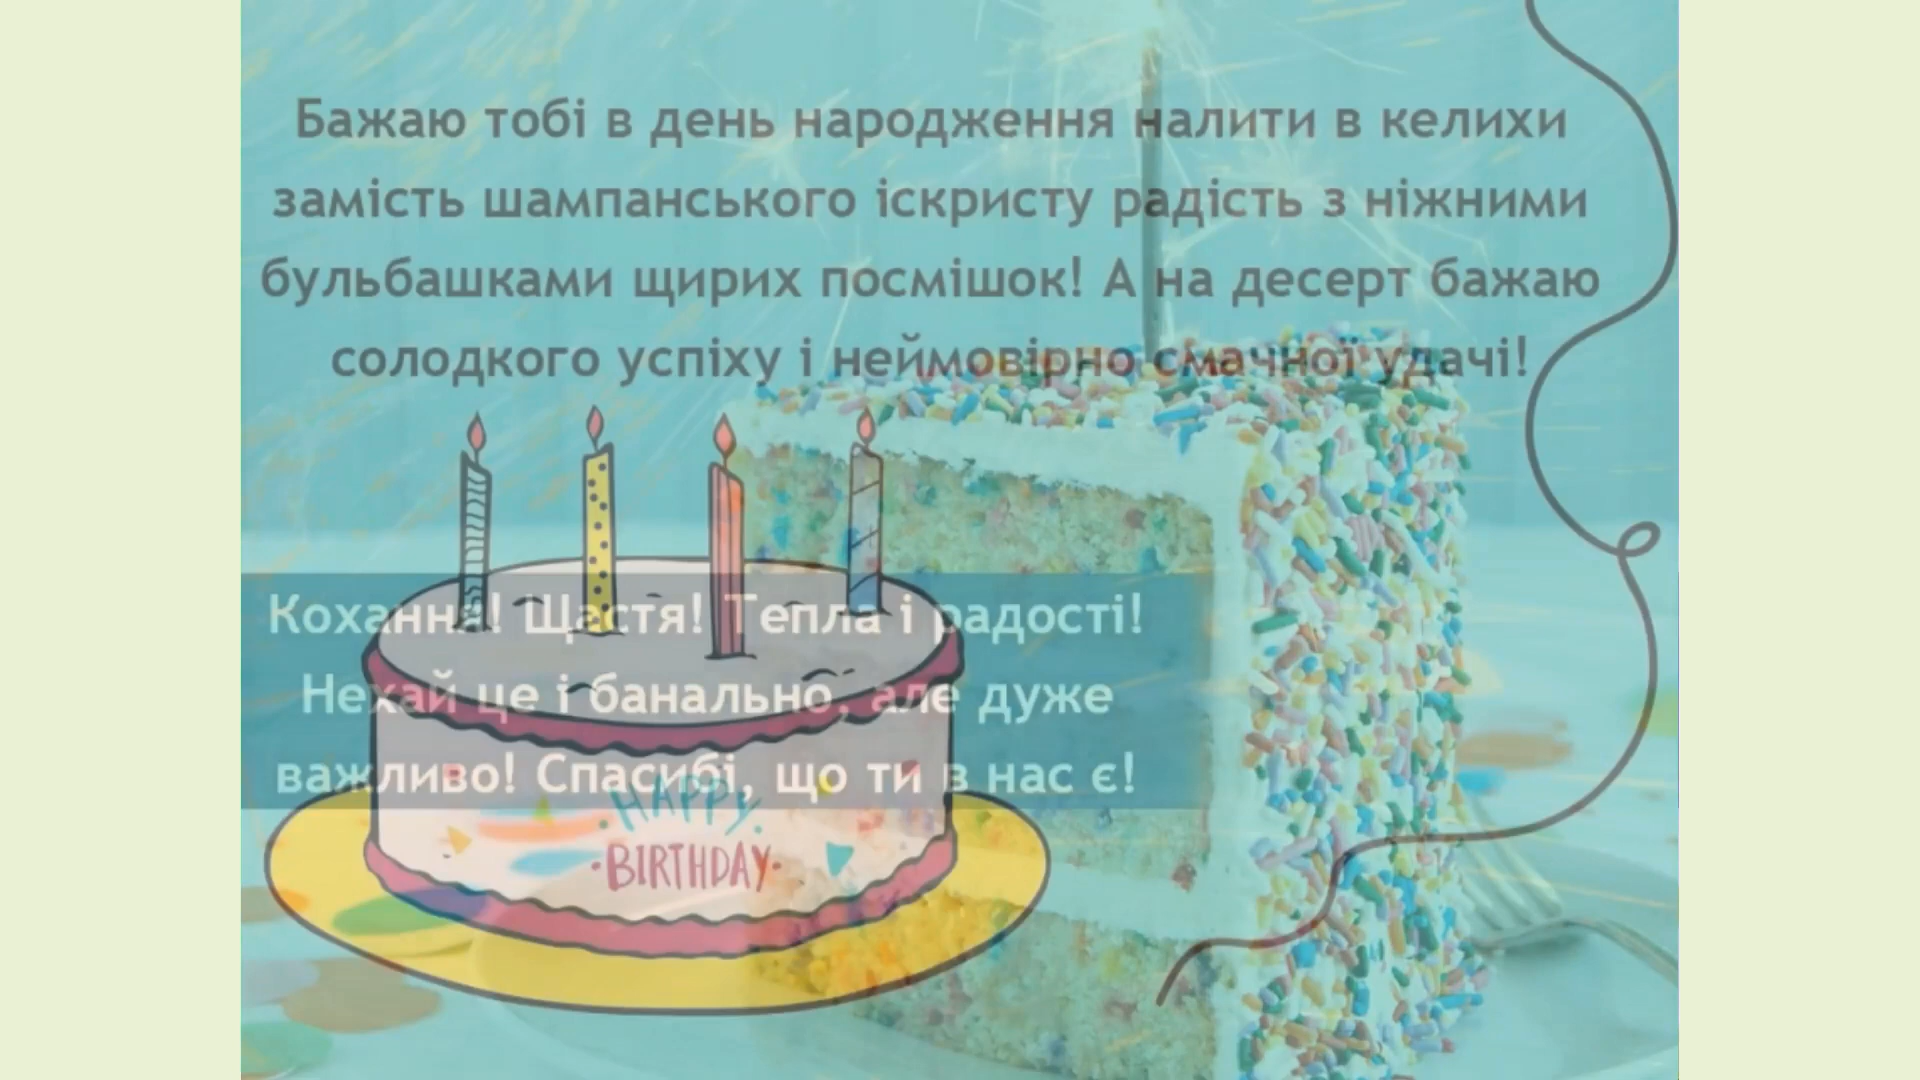 Бажаю тобі в день народження налити в келихи
замість шампанського іскристу радість з ніжними
бульбашками щирих посмішок! А на десерт бажаю
солодкого успіху і неймовірно смачної удачі!
Кохання! Щастя! Тепла і радості!
Нехай це і банально, але дуже
важливо! Спасибі, що ти в нас є!
HAPPY
BIRTHDAY